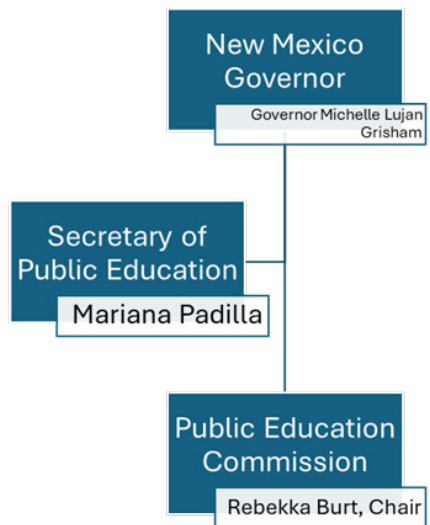 New Mexico
Governor
Governor Michelle Lujan
Grisham
Secretary of
Public Education
Mariana Padilla
Public Education
Commission
Rebekka Burt, Chair